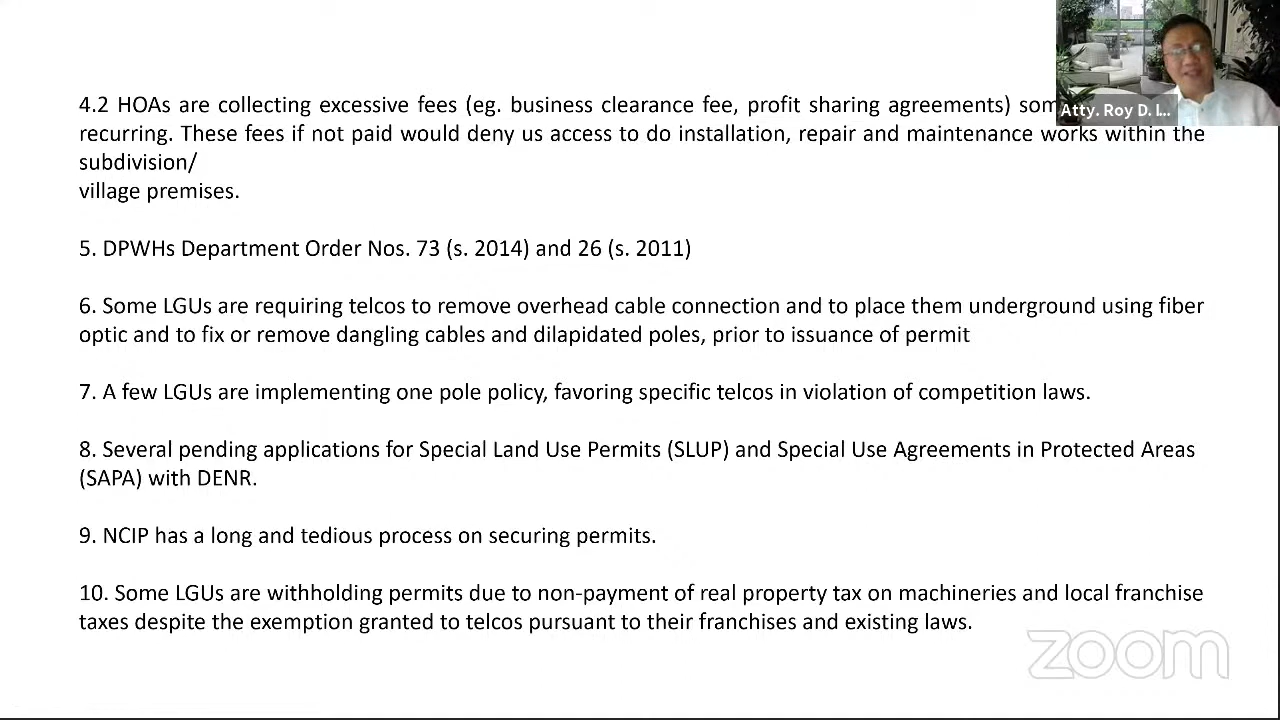 4.2 HOAs are collecting excessive fees (eg. business clearance fee, profit sharing agreements)
Atty. Roy D. I...
recurring. These fees if not paid would deny us access to do installation, repair and maintenance works within the
subdivision/
village premises.
5. DPWHs Department Order Nos. 73 (s. 2014) and 26 (s. 2011)
6. Some LGUs are requiring telcos to remove overhead cable connection and to place them underground using fiber
optic and to fix or remove dangling cables and dilapidated poles, prior to issuance of permit
7. A few LGUs are implementing one pole policy, favoring specific telcos in violation of competition laws.
8. Several pending applications for Special Land Use Permits (SLUP) and Special Use Agreements in Protected Areas
(SAPA) with DENR.
9. NCIP has a long and tedious process on securing permits.
10. Some LGUs are withholding permits due to non-payment of real property tax on machineries and local franchise
taxes despite the exemption granted to telcos pursuant to their franchises and existing laws.
zoom